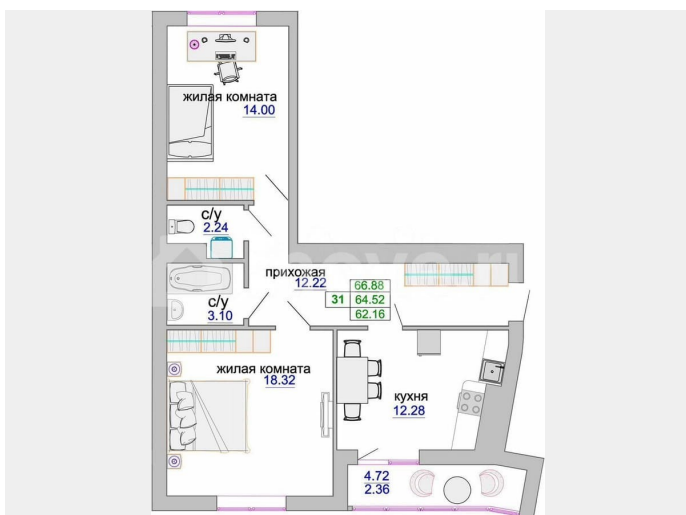 жилая комната
14.00
с/у
2.24
прихожая
12.22
31
66.88
64.52
62.16
с/у
3.10
жилая комната
18.32
кухня
12.28
4.72
2.36